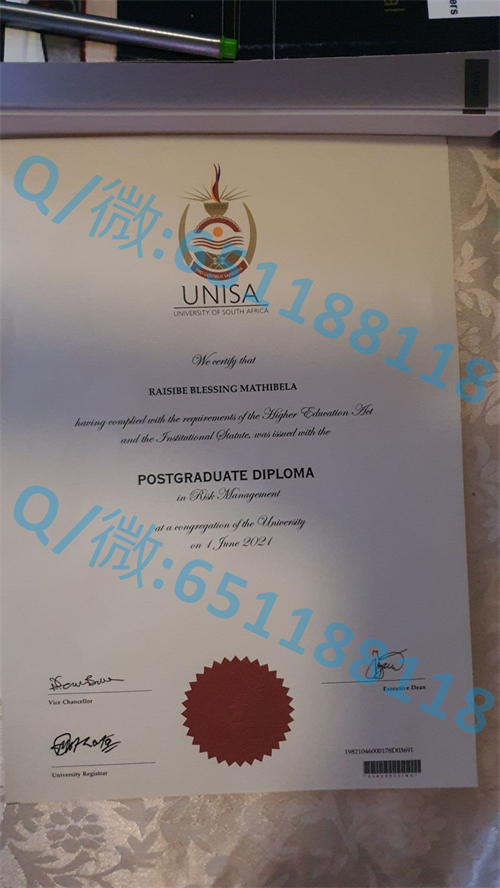 ers
UNISA
UNIVERSITY OF SOUTH AFRICA
We certify that
RAISIBE BLESSING MATHIBELA
having complied with the requirements of the Higher Education Act
and the Institutional Statute, was issued with the
POSTGRADUATE DIPLOMA
in Risk Management
at a congregation of the University
on 1 June 2021
Vice Chancellor
Executive Dean
University Registrar
19821046000178D03691
Q/微:651188118
Q/微:651188118